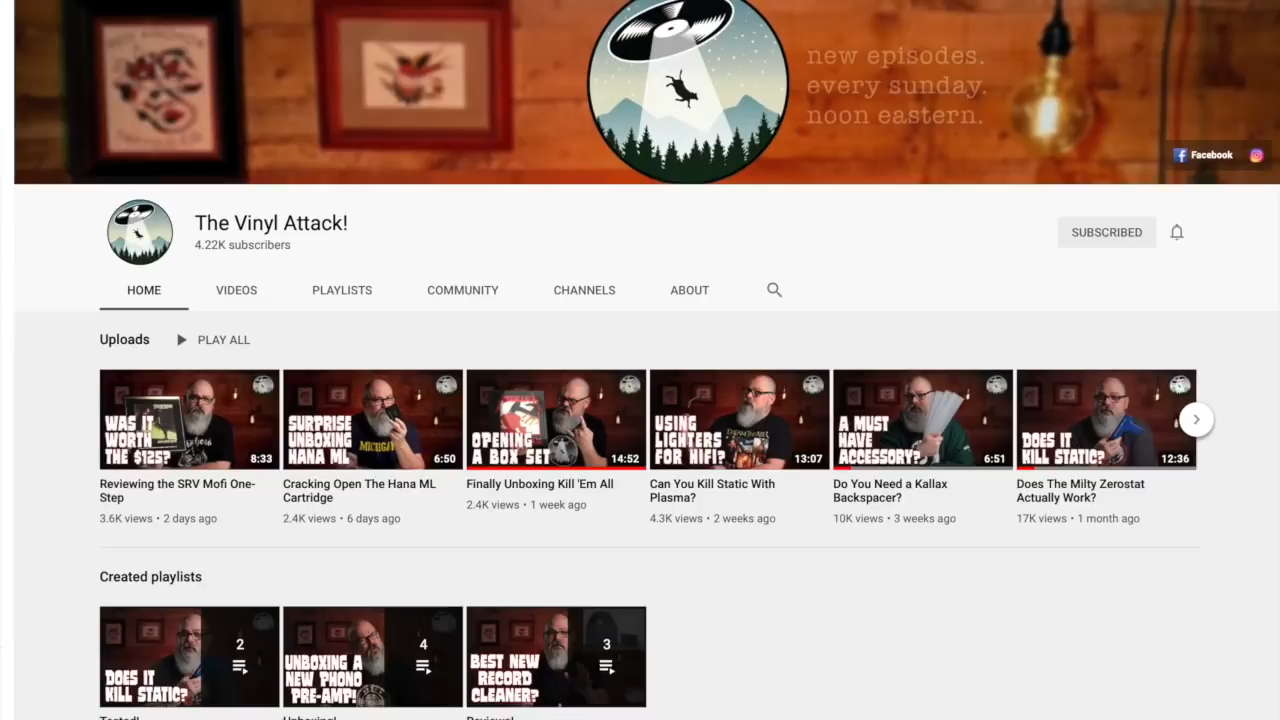 new episodes.
every sunday.
noon eastern.
Facebook
The Vinyl Attack!
4.22K subscribers
SUBSCRIBED
HOME
VIDEOS
PLAYLISTS
COMMUNITY
CHANNELS
ABOUT
Uploads
PLAY ALL
WAS IT
WORTH
THE $125?
8:33
SURPRISE
UNBOXING
HANA ML
MICHIGAN
6:50
OPENING
A BOX SET
14:52
USING
LIGHTERS
FOR HIFI?
13:07
A MUST
HAVE
ACCESSORY?
6:51
DOES IT
KILL STATIC?
12:36
Reviewing the SRV Mofi One-
Step
3.6K views • 2 days ago
Cracking Open The Hana ML
Cartridge
2.4K views • 6 days ago
Finally Unboxing Kill 'Em All
2.4K views • 1 week ago
Can You Kill Static With
Plasma?
4.3K views • 2 weeks ago
Do You Need a Kallax
Backspacer?
10K views • 3 weeks ago
Does The Milty Zerostat
Actually Work?
17K views • 1 month ago
Created playlists
DOES IT
KILL STATIC?
2
UNBOXING A
NEW PHONO
PRE-AMP!
4
BEST NEW
RECORD
CLEANER?
3